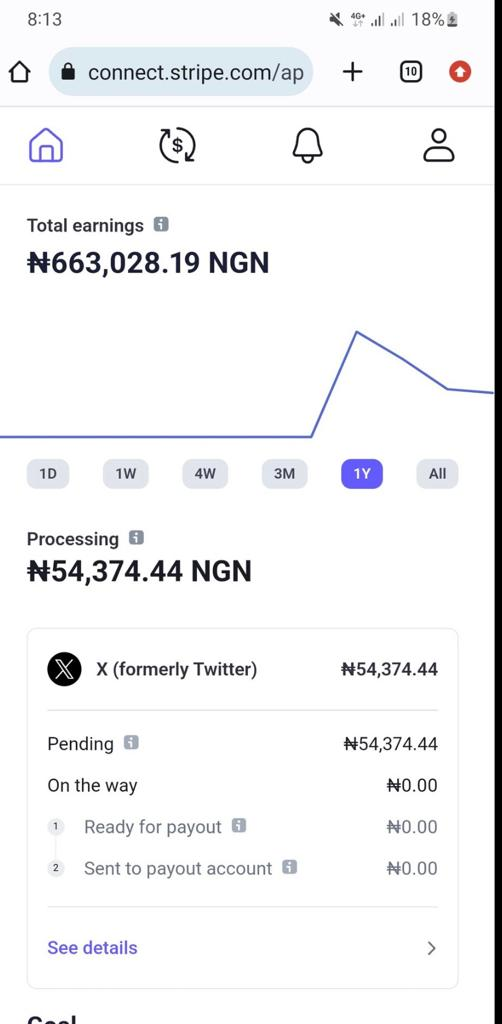 8:13 4G+ 18%
connect.stripe.com/ap 10
$
Total earnings i
₦663,028.19 NGN
1D 1W 4W 3M 1Y All
Processing i
₦54,374.44 NGN
X (formerly Twitter) ₦54,374.44
Pending i ₦54,374.44
On the way ₦0.00
1 Ready for payout i ₦0.00
2 Sent to payout account i ₦0.00
See details
Goal